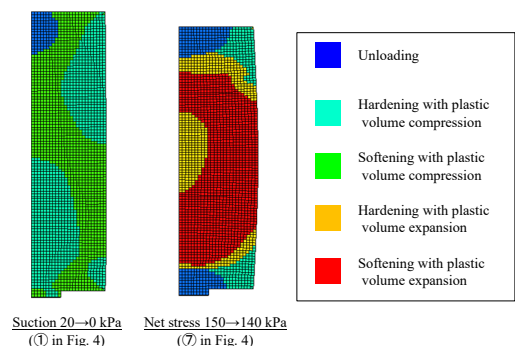 Unloading
Hardening with plastic
volume compression
Softening with plastic
volume compression
Hardening with plastic
volume expansion
Softening with plastic
volume expansion
Suction 20→0 kPa
(① in Fig. 4)
Net stress 150→140 kPa
(⑦ in Fig. 4)